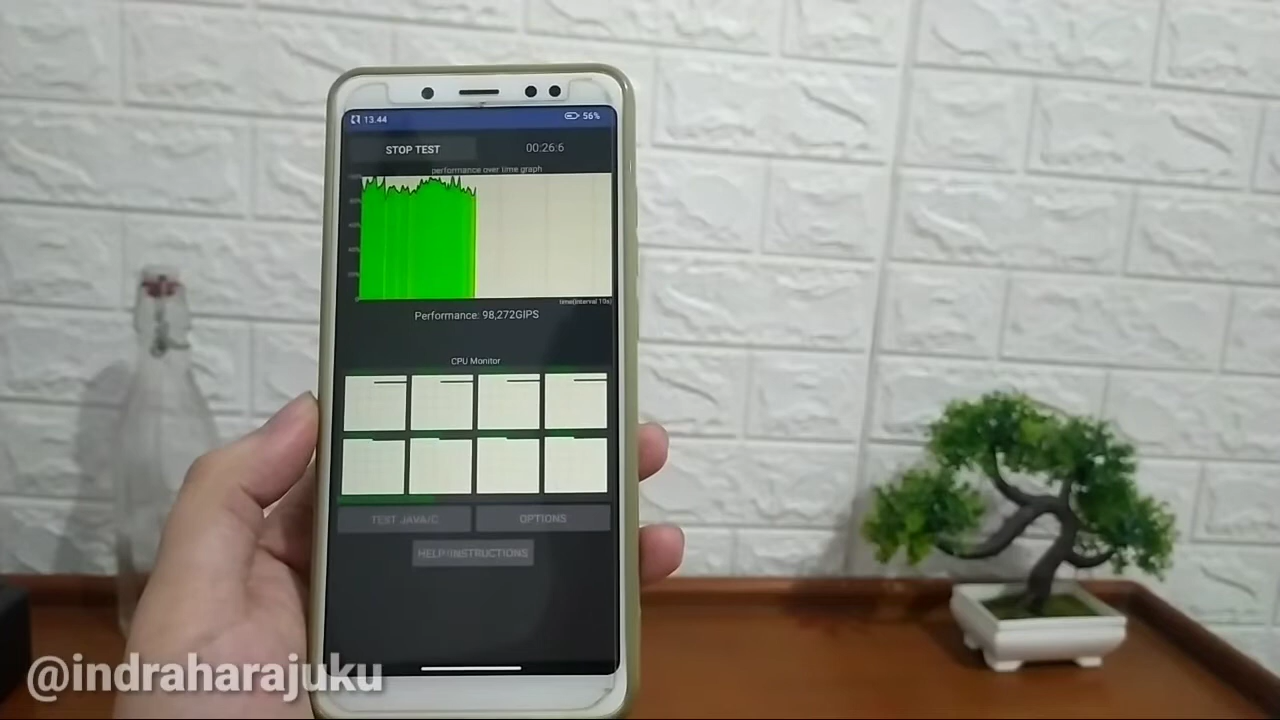 13.44
56%
STOP TEST
00:26:6
performance over time graph
time(interval 10s)
Performance: 98,272GIPS
CPU Monitor
TEST JAVA/C
OPTIONS
HELP/INSTRUCTIONS
@indraharajuku